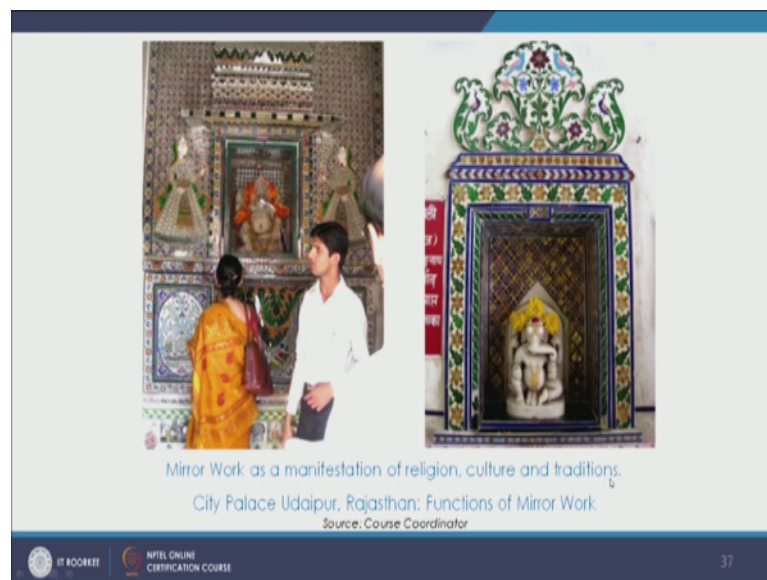 ही
Mirror Work as a manifestation of religion, culture and traditions.
City Palace Udaipur, Rajasthan: Functions of Mirror Work
Source: Course Coordinator
IIT ROORKEE
NPTEL ONLINE
CERTIFICATION COURSE
37